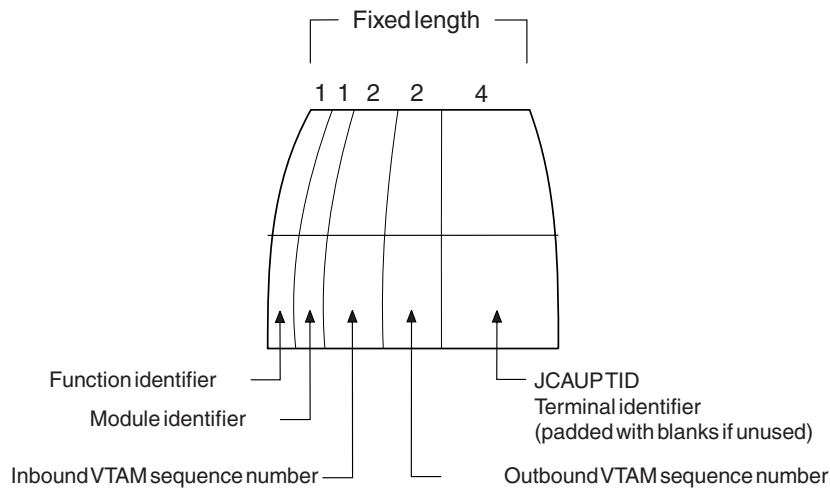 Fixed length
1 1 2 2 4
Function identifier
Module identifier
Inbound VTAM sequence number
JCAUPTID
Terminal identifier
(padded with blanks if unused)
Outbound VTAM sequence number